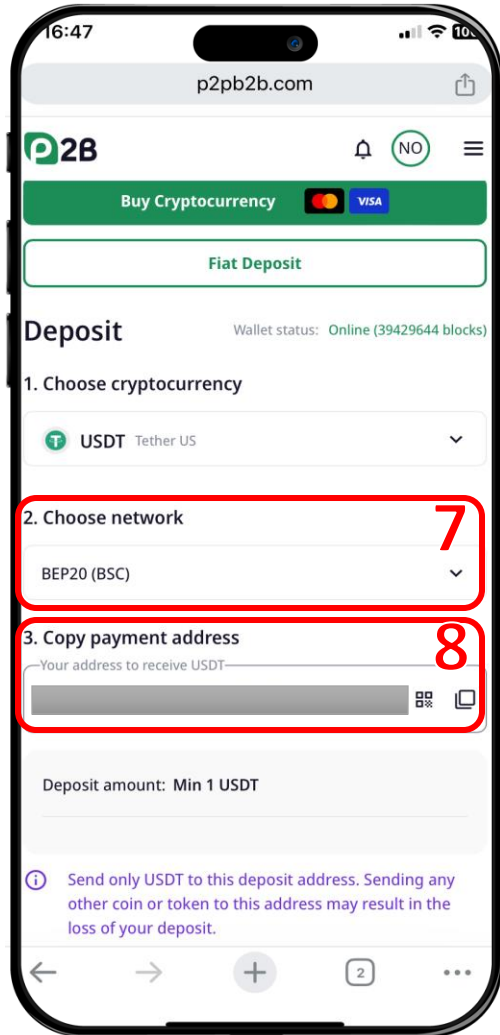 16:47
p2pb2b.com
P2B
NO
Buy Cryptocurrency VISA
Fiat Deposit
Deposit
Wallet status: Online (39429644 blocks)
1. Choose cryptocurrency
USDT Tether US
2. Choose network
7
BEP20 (BSC)
3. Copy payment address
8
Your address to receive USDT
Deposit amount: Min 1 USDT
Send only USDT to this deposit address. Sending any
other coin or token to this address may result in the
loss of your deposit.
2